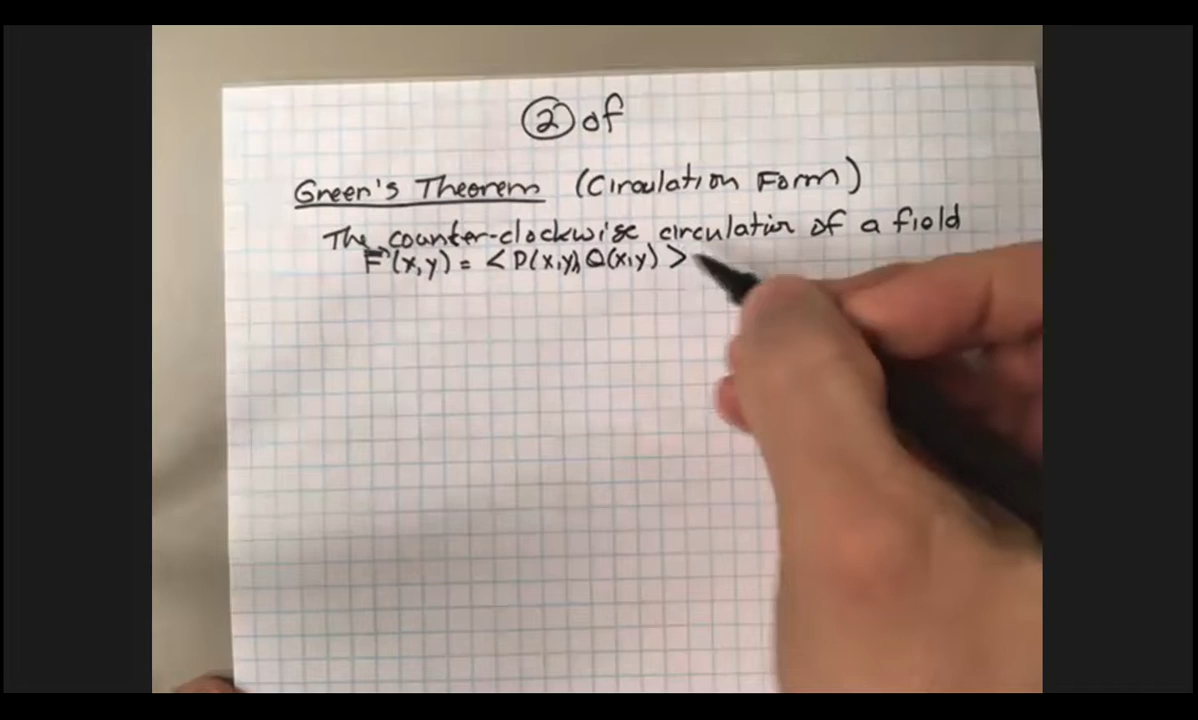 ② of
Green's Theorem (Circulation Form)
The counter-clockwise circulation of a field
F⃗(x,y) = <P(x,y), Q(x,y)>